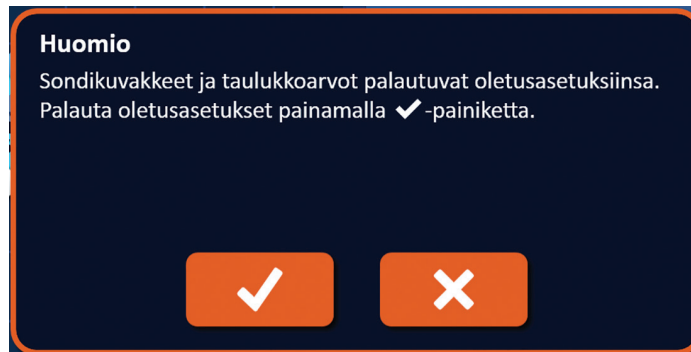 Huomio
Sondikuvakkeet ja taulukkoarvot palautuvat oletusasetuksiinsa.
Palauta oletusasetukset painamalla ✔-painiketta.